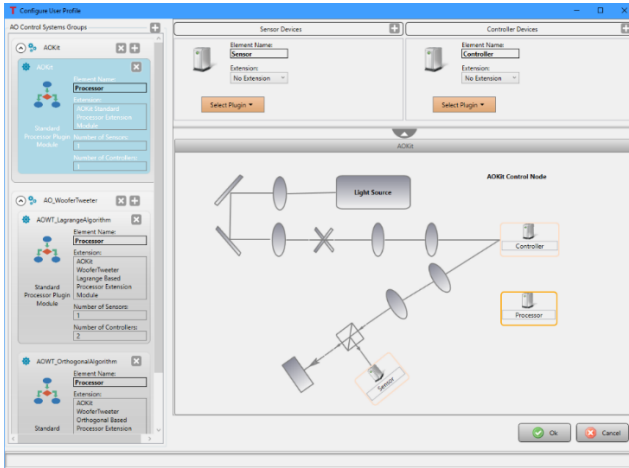 Configure User Profile
AO Control Systems Groups
AOKit
AOKit
Element Name:
Processor
Extension:
AOKit Standard
Processor Extension
Module
Standard
Processor Plugin
Module
Number of Sensors:
1
Number of Controllers:
1
AO_WooferTweeter
AOWT_LagrangeAlgorithm
Element Name:
Processor
Extension:
AOKit
WooferTweeter
Lagrange Based
Processor Extension
Module
Standard
Processor Plugin
Module
Number of Sensors:
1
Number of Controllers:
2
AOWT_OrthogonalAlgorithm
Element Name:
Processor
Extension:
AOKit
WooferTweeter
Orthogonal Based
Processor Extension
Standard
Sensor Devices
Element Name:
Sensor
Extension:
No Extension
Select Plugin
Controller Devices
Element Name:
Controller
Extension:
No Extension
Select Plugin
AOKit
Light Source
AOKit Control Node
Controller
Processor
Sensor
Ok
Cancel